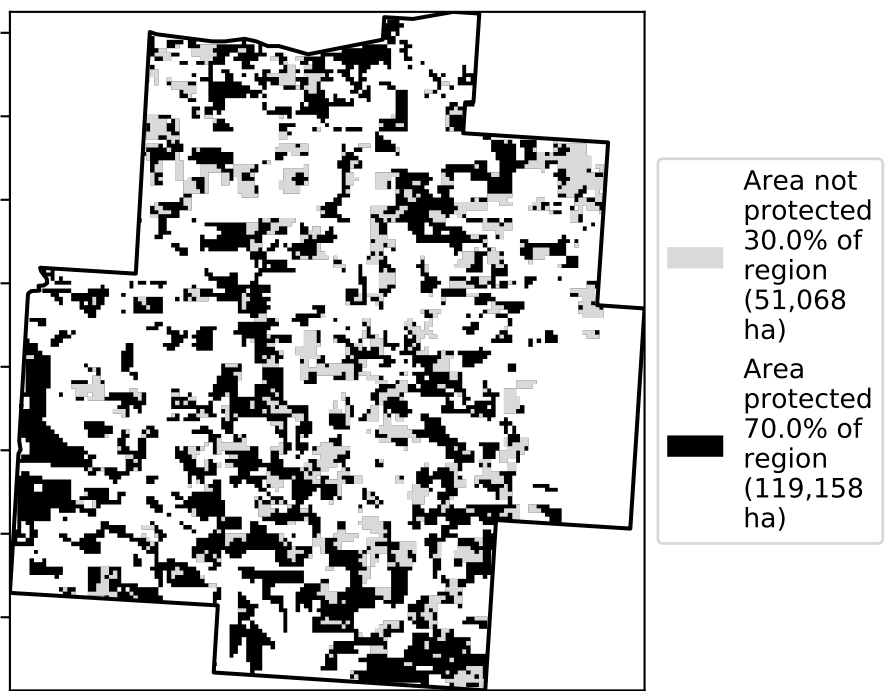 Area not
protected
30.0% of
region
(51,068
ha)
Area
protected
70.0% of
region
(119,158
ha)